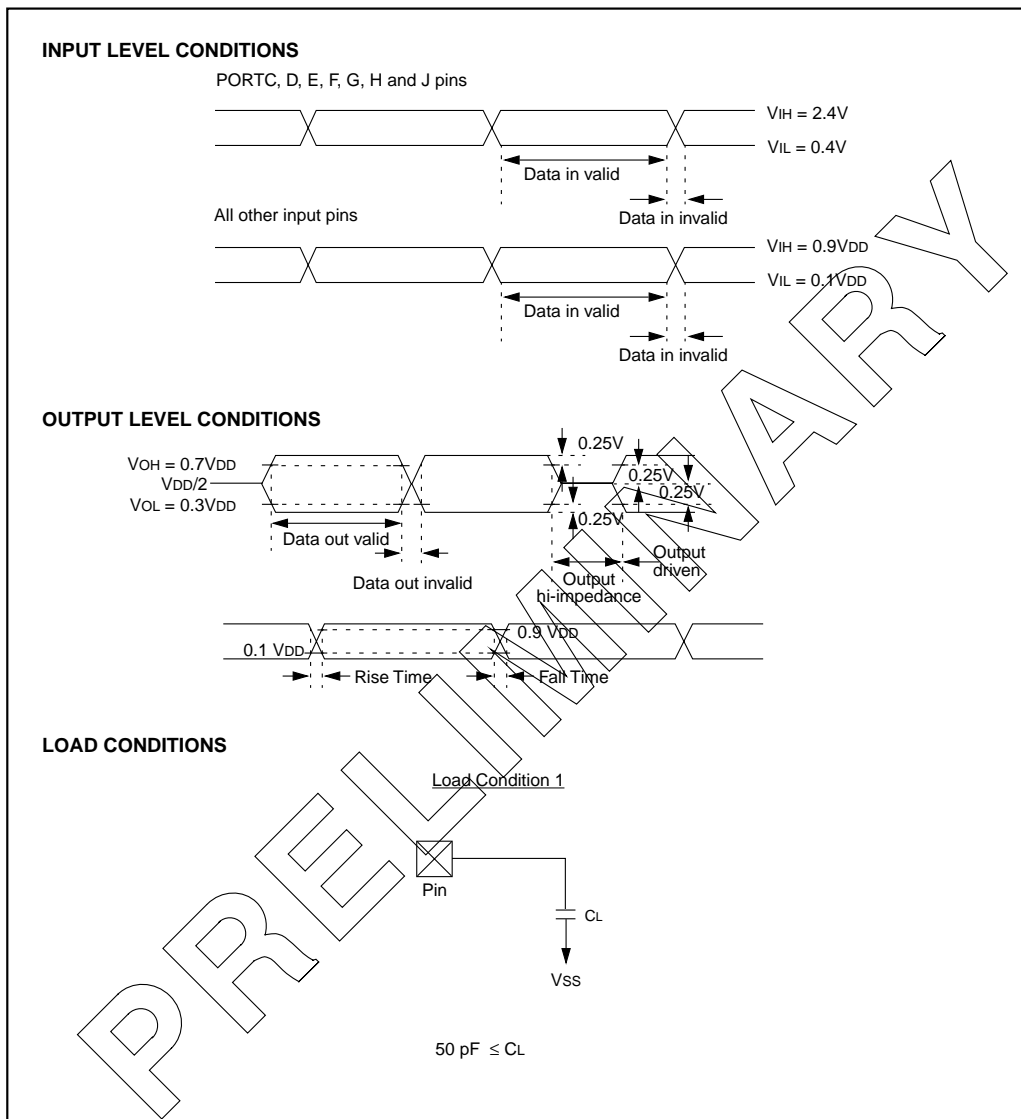 INPUT LEVEL CONDITIONS
PORTC, D, E, F, G, H and J pins
VIH = 2.4V
VIL = 0.4V
Data in valid
Data in invalid
All other input pins
VIH = 0.9VDD
VIL = 0.1VDD
Data in valid
Data in invalid
OUTPUT LEVEL CONDITIONS
0.25V
VOH = 0.7VDD
VDD/2
VOL = 0.3VDD
0.25V
0.25V
0.25V
Data out valid
Data out invalid
Output
hi-impedance
Output
driven
0.9 VDD
0.1 VDD
Rise Time
Fall Time
LOAD CONDITIONS
Load Condition 1
Pin
CL
VSS
50 pF ≤ CL
PRELIMINARY